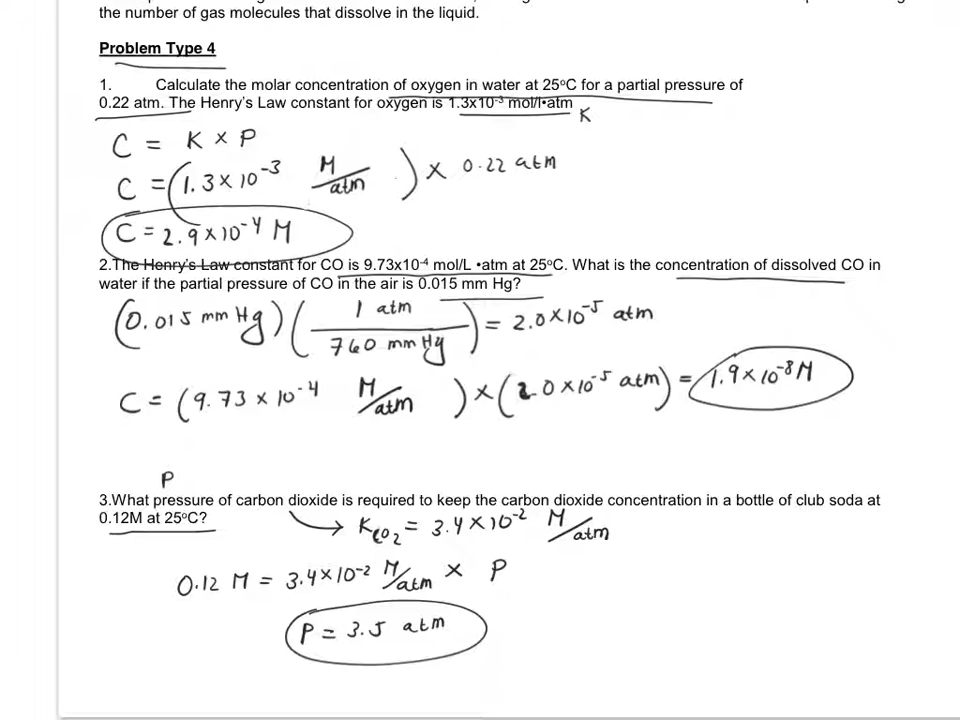 the number of gas molecules that dissolve in the liquid.
Problem Type 4
1. Calculate the molar concentration of oxygen in water at 25°C for a partial pressure of
0.22 atm. The Henry's Law constant for oxygen is 1.3x10⁻³ mol/l•atm
K
C = K x P
C = (1.3 x 10⁻³ M/atm) x 0.22 atm
C = 2.9 x 10⁻⁴ M
2.The Henry's Law constant for CO is 9.73x10⁻⁴ mol/L •atm at 25°C. What is the concentration of dissolved CO in
water if the partial pressure of CO in the air is 0.015 mm Hg?
(0.015 mm Hg) (1 atm / 760 mm Hg) = 2.0 x 10⁻⁵ atm
C = (9.73 x 10⁻⁴ M/atm) x (2.0 x 10⁻⁵ atm) = 1.9 x 10⁻⁸ M
P
3.What pressure of carbon dioxide is required to keep the carbon dioxide concentration in a bottle of club soda at
0.12M at 25°C?
→ K_CO₂ = 3.4 x 10⁻² M/atm
0.12 M = 3.4 x 10⁻² M/atm x P
P = 3.5 atm